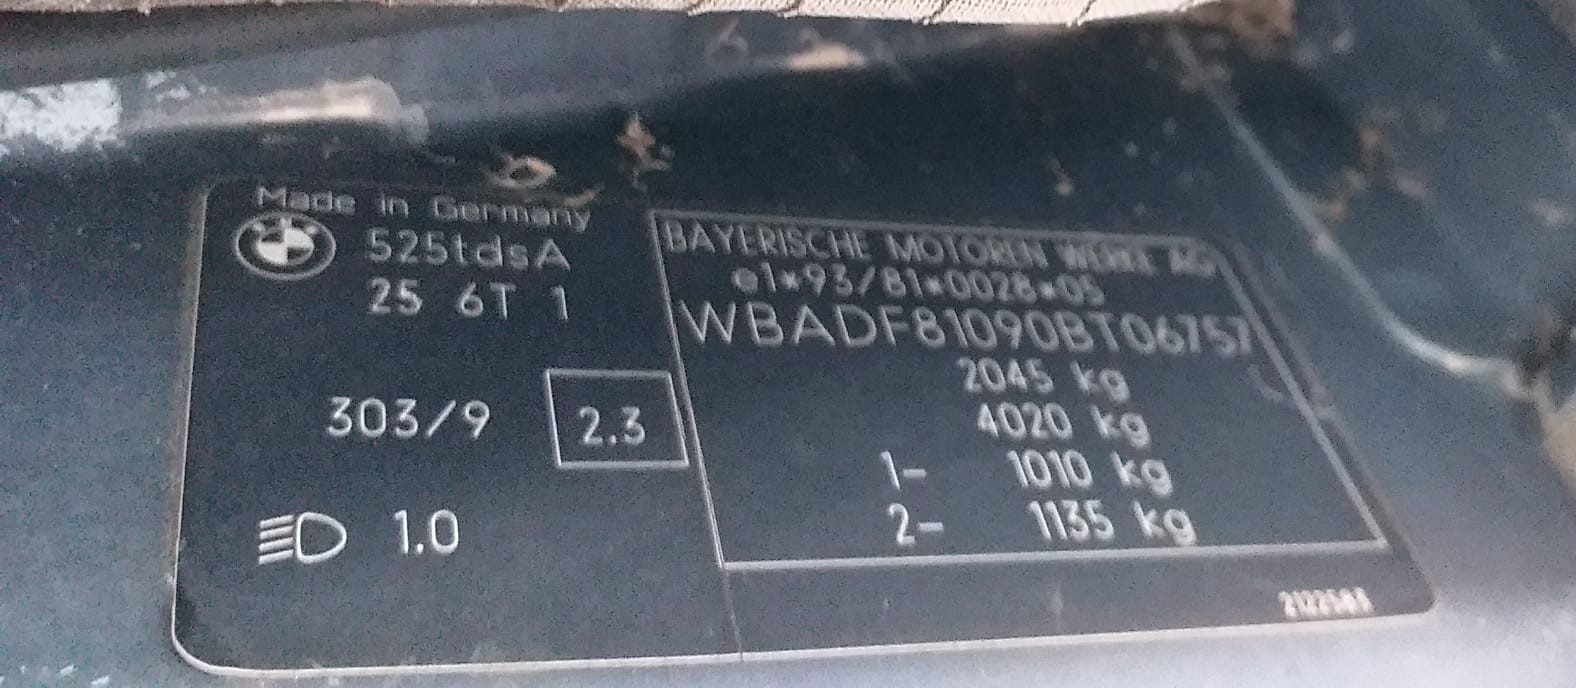 Made in Germany
525tdsA
25 6T 1
303/9
2.3
1.0
BAYERISCHE MOTOREN WERKE AG
e1*93/81*0028*05
WBADF81090BT06757
2045 kg
4020 kg
1- 1010 kg
2- 1135 kg